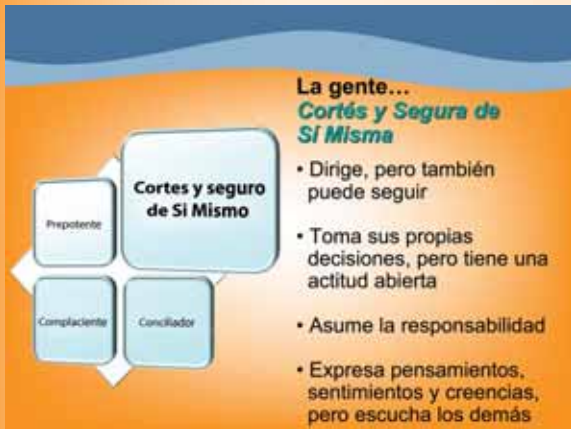 La gente...
Cortés y Segura de
Sí Misma
• Dirige, pero también
puede seguir
• Toma sus propias
decisiones, pero tiene una
actitud abierta
• Asume la responsabilidad
• Expresa pensamientos,
sentimientos y creencias,
pero escucha los demás
Cortes y seguro
de Si Mismo
Prepotente
Complaciente
Conciliador